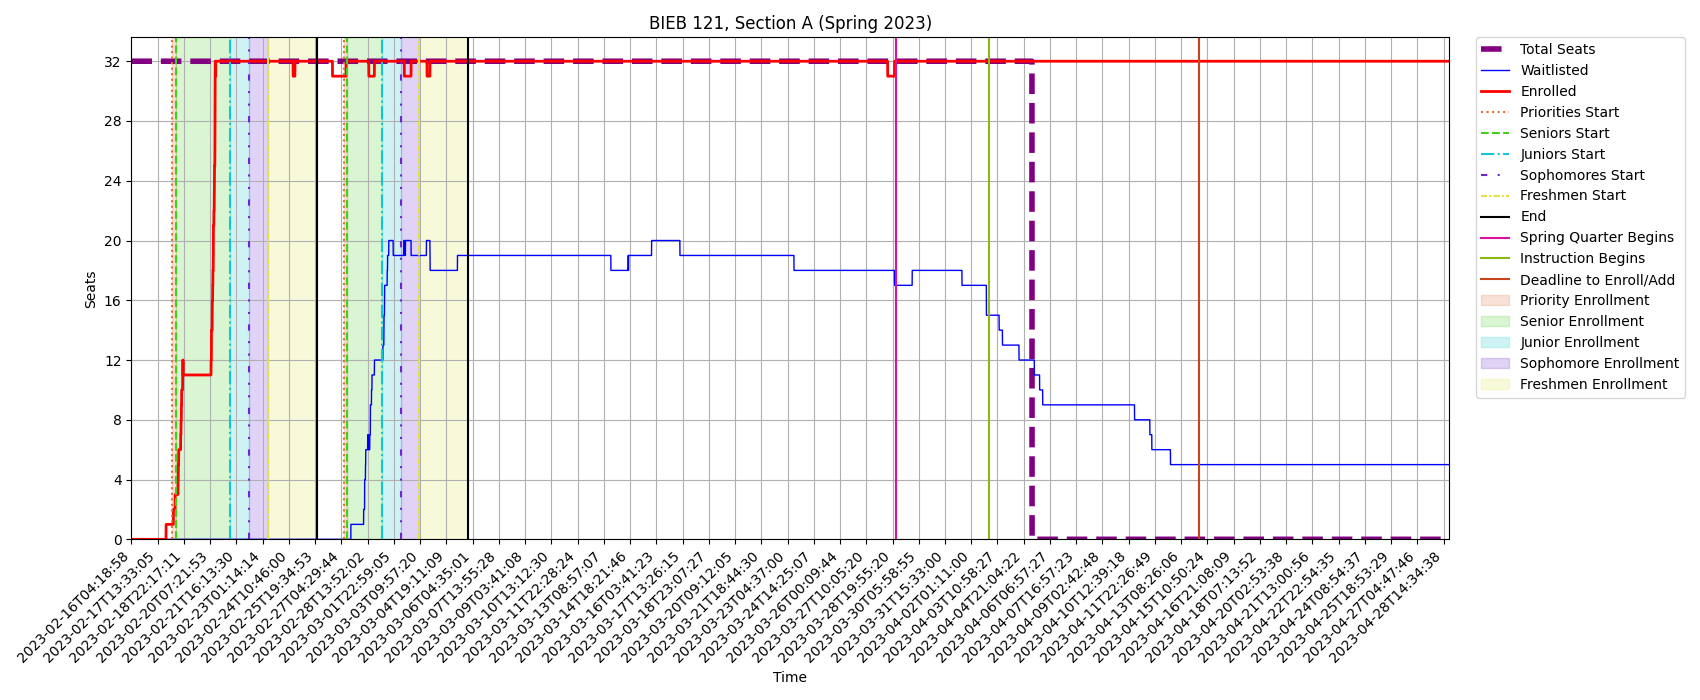 BIEB 121, Section A (Spring 2023)
Seats
32
28
24
20
16
12
8
4
0
2023-02-16T04:18:58
2023-02-17T13:33:05
2023-02-18T22:17:11
2023-02-20T07:21:53
2023-02-21T16:13:30
2023-02-23T01:14:14
2023-02-24T10:46:00
2023-02-25T19:34:53
2023-02-27T04:29:44
2023-02-28T13:52:02
2023-03-01T22:59:05
2023-03-03T09:57:20
2023-03-04T19:11:09
2023-03-06T04:35:01
2023-03-07T13:55:28
2023-03-09T03:41:08
2023-03-10T13:12:30
2023-03-11T22:28:24
2023-03-13T08:57:07
2023-03-14T18:21:46
2023-03-16T03:41:23
2023-03-17T13:26:15
2023-03-18T23:07:27
2023-03-20T09:12:05
2023-03-21T18:44:30
2023-03-23T04:37:00
2023-03-24T14:25:07
2023-03-26T00:09:44
2023-03-27T10:05:20
2023-03-28T19:55:20
2023-03-30T05:58:55
2023-03-31T15:33:00
2023-04-02T01:11:00
2023-04-03T10:58:27
2023-04-04T21:04:22
2023-04-06T06:57:27
2023-04-07T16:57:23
2023-04-09T02:42:48
2023-04-10T12:39:18
2023-04-11T22:26:49
2023-04-13T08:26:06
2023-04-15T10:50:24
2023-04-16T21:08:09
2023-04-18T07:13:52
2023-04-20T02:53:38
2023-04-21T13:00:56
2023-04-22T22:54:35
2023-04-24T08:54:37
2023-04-25T18:53:29
2023-04-27T04:47:46
2023-04-28T14:34:38
Time
Total Seats
Waitlisted
Enrolled
Priorities Start
Seniors Start
Juniors Start
Sophomores Start
Freshmen Start
End
Spring Quarter Begins
Instruction Begins
Deadline to Enroll/Add
Priority Enrollment
Senior Enrollment
Junior Enrollment
Sophomore Enrollment
Freshmen Enrollment